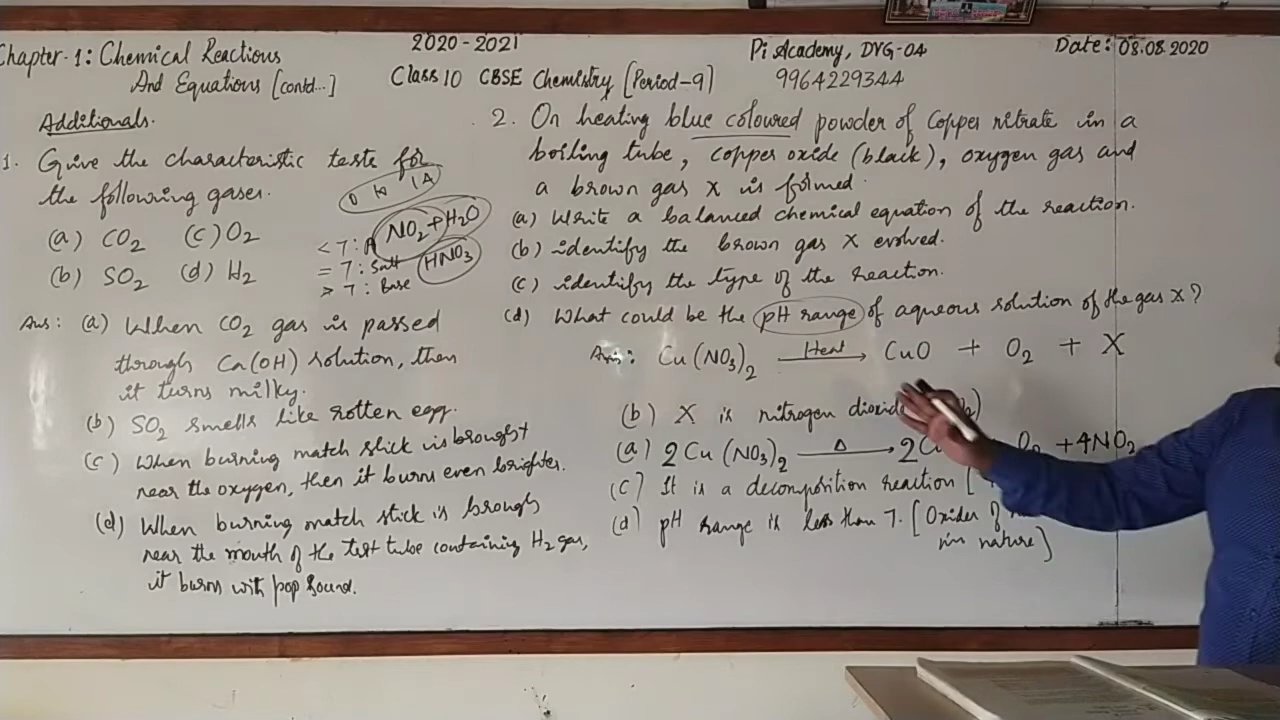 Chapter-1: Chemical Reactions
And Equations [contd...]
2020-2021
Class 10 CBSE Chemistry [Period-9]
Pi Academy, DVG-04
9964229344
Date: 08.08.2020
Additionals.
1. Give the characteristic tests for
the following gases.
(a) CO2 (c) O2
(b) SO2 (d) H2
0 to 14
NO2 + H2O
HNO3
< 7 : A
= 7 : Salt
> 7 : Base
Ans: (a) When CO2 gas is passed
through Ca(OH) solution, then
it turns milky.
(b) SO2 smells like rotten egg.
(c) When burning match stick is brought
near the oxygen, then it burns even brighter.
(d) When burning match stick is brough
near the mouth of the test tube containing H2 gas,
it burns with pop sound.
2. On heating blue coloured powder of Copper nitrate in a
boiling tube, copper oxide (black), oxygen gas and
a brown gas X is formed.
(a) Write a balanced chemical equation of the reaction.
(b) identify the brown gas X evolved.
(c) identify the type of the reaction.
(d) What could be the pH range of aqueous solution of the gas X?
Ans: Cu(NO3)2 Heat → CuO + O2 + X
(b) X is nitrogen dioxide
(a) 2Cu(NO3)2 Δ → 2C O2 + 4NO2
(c) It is a decomposition reaction [
(d) pH range is less than 7. [Oxides
in nature]